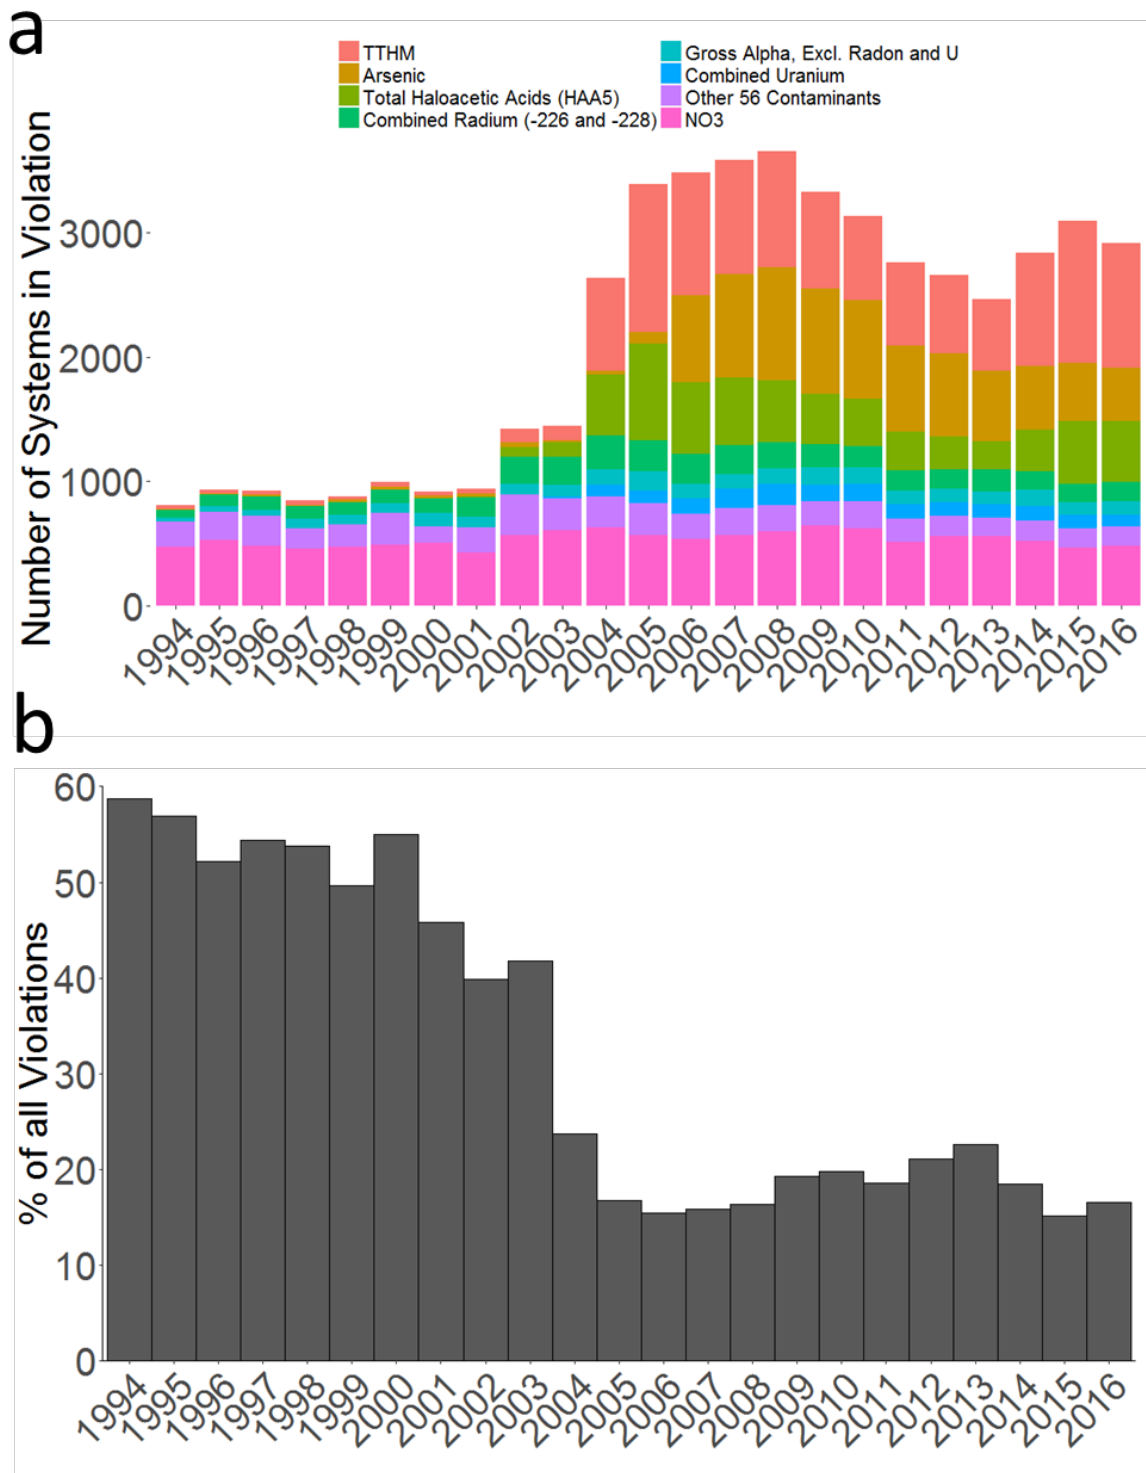 a
TTHM
Arsenic
Total Haloacetic Acids (HAA5)
Combined Radium (-226 and -228)
Gross Alpha, Excl. Radon and U
Combined Uranium
Other 56 Contaminants
NO3
Number of Systems in Violation
3000
2000
1000
0
1994 1995 1996 1997 1998 1999 2000 2001 2002 2003 2004 2005 2006 2007 2008 2009 2010 2011 2012 2013 2014 2015 2016
b
% of all Violations
60
50
40
30
20
10
0
1994 1995 1996 1997 1998 1999 2000 2001 2002 2003 2004 2005 2006 2007 2008 2009 2010 2011 2012 2013 2014 2015 2016